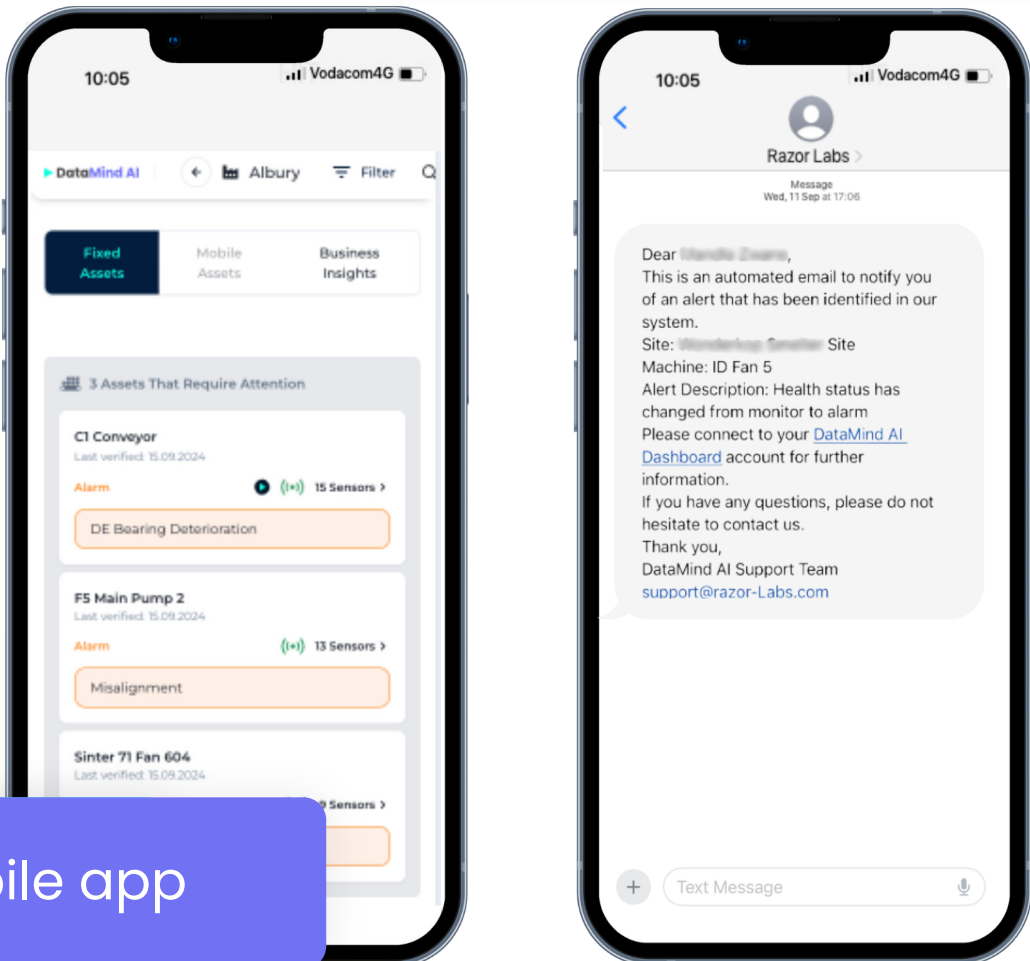 10:05
Vodacom4G
DataMind AI
Albury
Filter
Fixed
Assets
Mobile
Assets
Business
Insights
3 Assets That Require Attention
C1 Conveyor
Last verified: 15.09.2024
Alarm
15 Sensors >
DE Bearing Deterioration
F5 Main Pump 2
Last verified: 15.09.2024
Alarm
13 Sensors >
Misalignment
Sinter 71 Fan 604
Last verified: 15.09.2024
9 Sensors >
ile app
10:05
Vodacom4G
Razor Labs >
Message
Wed, 11 Sep at 17:06
Dear ,
This is an automated email to notify you
of an alert that has been identified in our
system.
Site: Site
Machine: ID Fan 5
Alert Description: Health status has
changed from monitor to alarm
Please connect to your DataMind AI
Dashboard account for further
information.
If you have any questions, please do not
hesitate to contact us.
Thank you,
DataMind AI Support Team
support@razor-Labs.com
Text Message